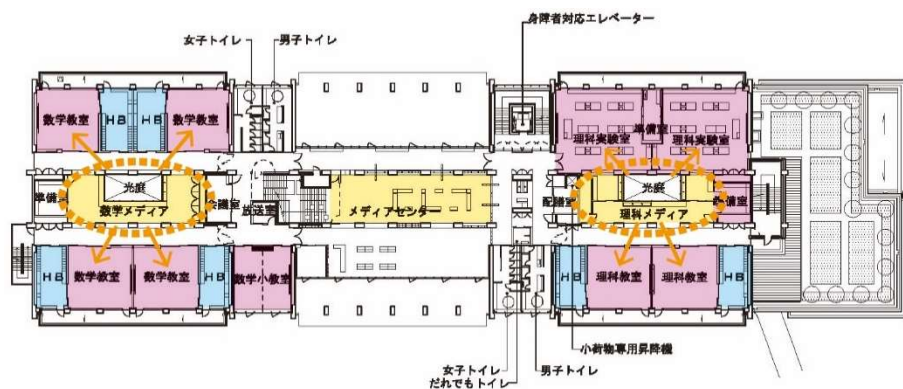 身障者対応エレベーター
女子トイレ
男子トイレ
数学教室
HB
HB
数学教室
理科実験室
準備室
理科実験室
準備
光庭
数学メディア
放送室
メディアセンター
配膳室
光庭
理科メディア
準備室
HB
数学教室
数学教室
HB
数学小教室
HB
理科教室
理科教室
HB
小荷物専用昇降機
女子トイレ
男子トイレ
だれでもトイレ